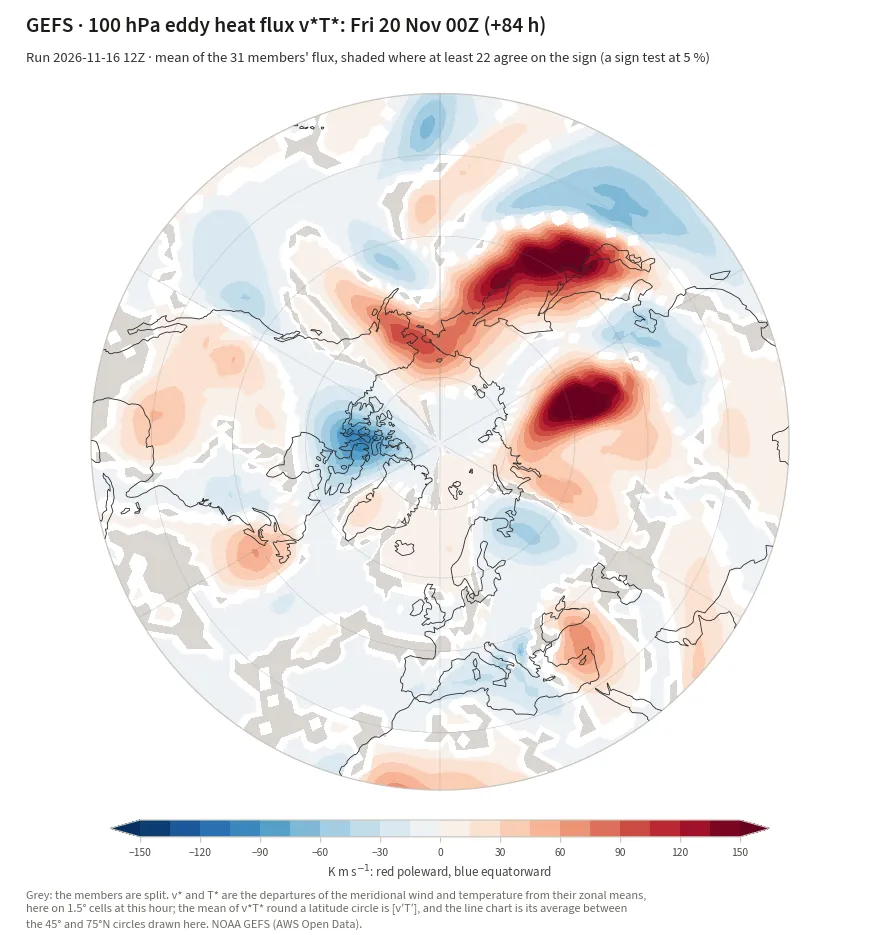 GEFS · 100 hPa eddy heat flux v*T*: Fri 20 Nov 00Z (+84 h)
Run 2026-11-16 12Z · mean of the 31 members' flux, shaded where at least 22 agree on the sign (a sign test at 5 %)
−150 −120 −90 −60 −30 0 30 60 90 120 150
K m s⁻¹: red poleward, blue equatorward
Grey: the members are split. v* and T* are the departures of the meridional wind and temperature from their zonal means,
here on 1.5° cells at this hour; the mean of v*T* round a latitude circle is [v′T′], and the line chart is its average between
the 45° and 75°N circles drawn here. NOAA GEFS (AWS Open Data).